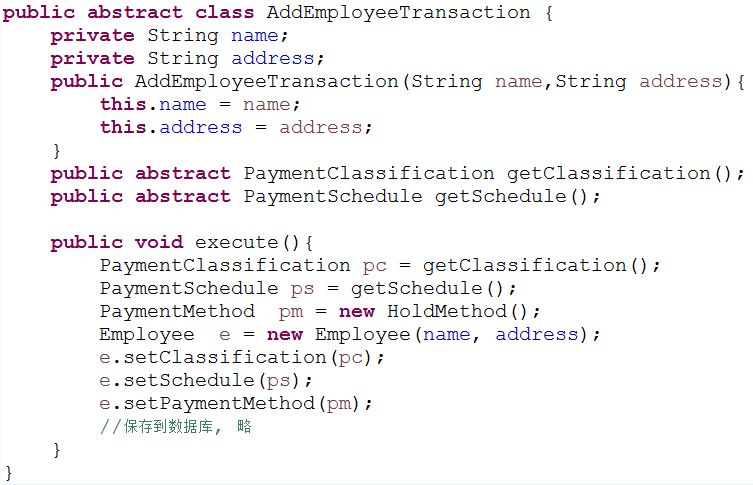 public abstract class AddEmployeeTransaction {
    private String name;
    private String address;
    public AddEmployeeTransaction(String name,String address){
        this.name = name;
        this.address = address;
    }
    public abstract PaymentClassification getClassification();
    public abstract PaymentSchedule getSchedule();

    public void execute(){
        PaymentClassification pc = getClassification();
        PaymentSchedule ps = getSchedule();
        PaymentMethod  pm = new HoldMethod();
        Employee  e = new Employee(name, address);
        e.setClassification(pc);
        e.setSchedule(ps);
        e.setPaymentMethod(pm);
        //保存到数据库, 略
    }
}